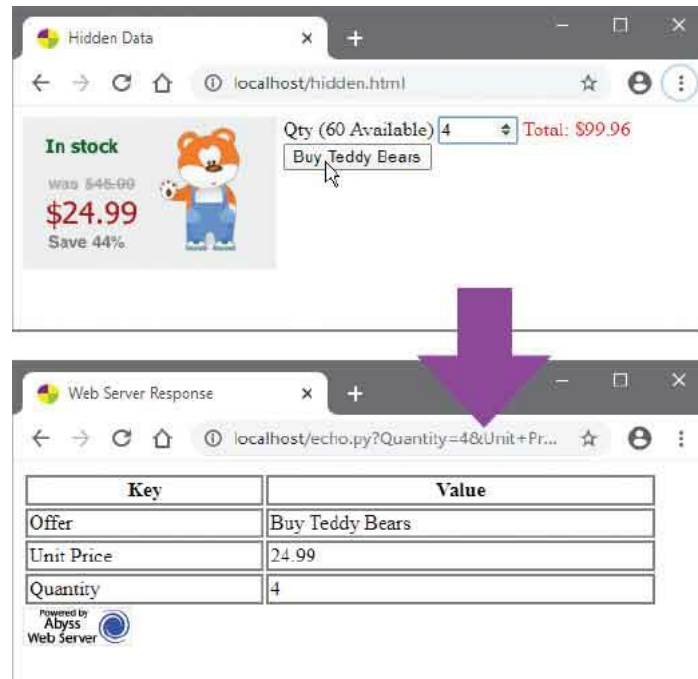 Hidden Data
localhost/hidden.html
In stock
was $45.00
$24.99
Save 44%
Qty (60 Available) 4 Total: $99.96
Buy Teddy Bears
Web Server Response
localhost/echo.py?Quantity=4&Unit+Pr...
Key Value
Offer Buy Teddy Bears
Unit Price 24.99
Quantity 4
Powered by
Abyss
Web Server